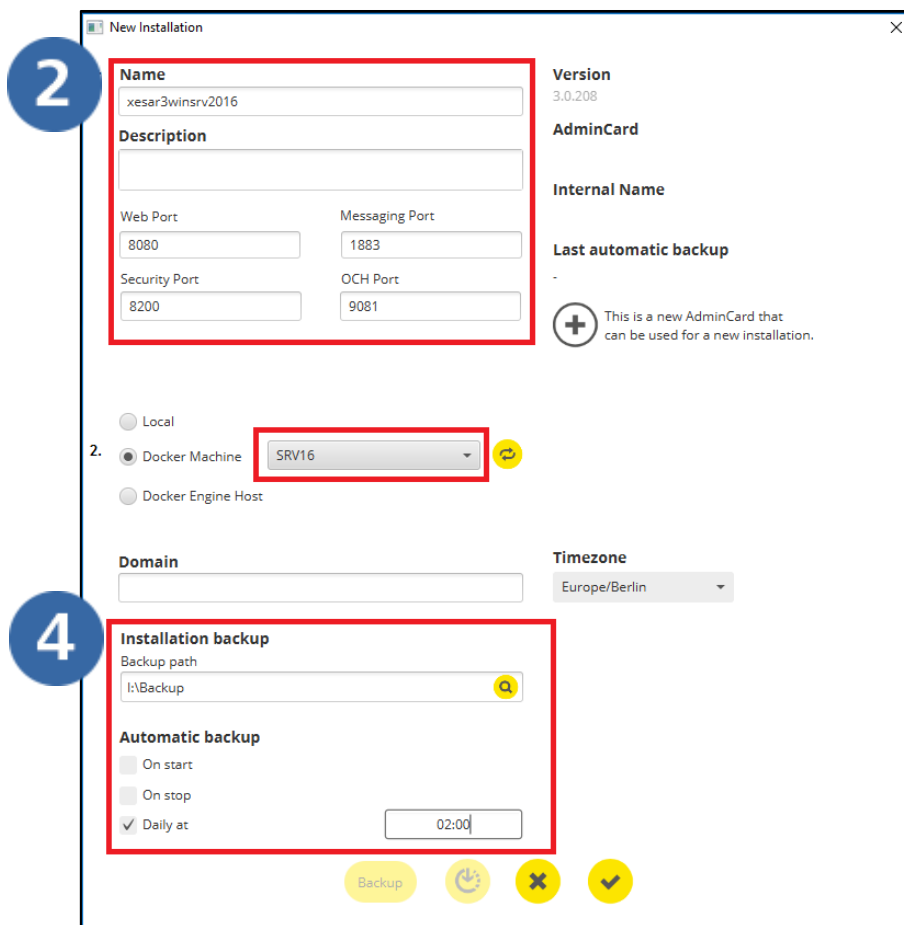 New Installation
2
Name
xesar3winsrv2016
Description
Web Port
Messaging Port
8080
1883
Security Port
OCH Port
8200
9081
Version
3.0.208
AdminCard
Internal Name
Last automatic backup
-
This is a new AdminCard that
can be used for a new installation.
Local
2.
Docker Machine
SRV16
Docker Engine Host
Domain
Timezone
Europe/Berlin
4
Installation backup
Backup path
I:\Backup
Automatic backup
On start
On stop
Daily at
02:00
Backup